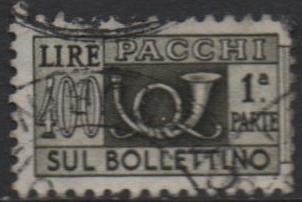 LIRE PACCHI
400 1ª
PARTE
SUL BOLLETTINO